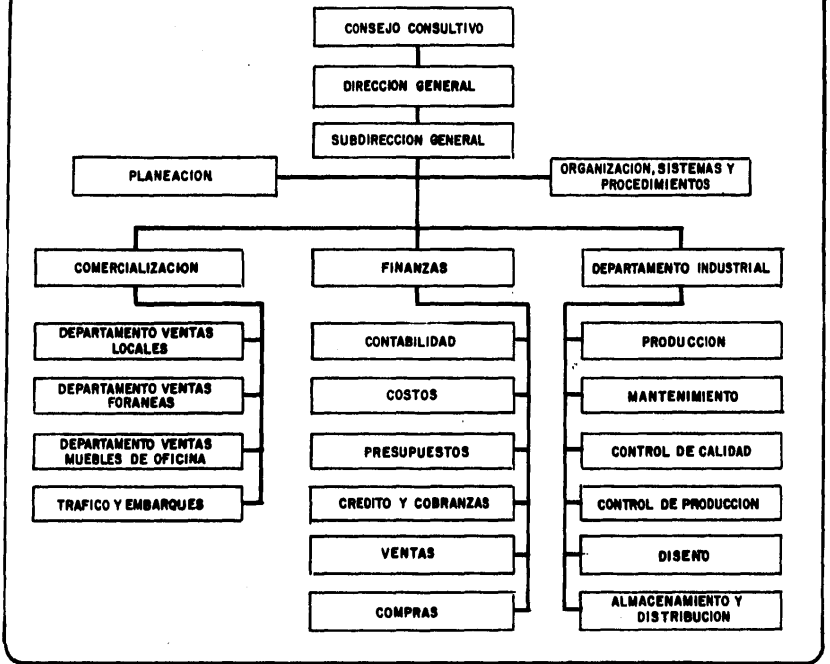 CONSEJO CONSULTIVO
DIRECCION GENERAL
SUBDIRECCION GENERAL
PLANEACION
ORGANIZACION, SISTEMAS Y
PROCEDIMIENTOS
COMERCIALIZACION
FINANZAS
DEPARTAMENTO INDUSTRIAL
DEPARTAMENTO VENTAS
LOCALES
DEPARTAMENTO VENTAS
FORANEAS
DEPARTAMENTO VENTAS
MUEBLES DE OFICINA
TRAFICO Y EMBARQUES
CONTABILIDAD
COSTOS
PRESUPUESTOS
CREDITO Y COBRANZAS
VENTAS
COMPRAS
PRODUCCION
MANTENIMIENTO
CONTROL DE CALIDAD
CONTROL DE PRODUCCION
DISEÑO
ALMACENAMIENTO Y
DISTRIBUCION